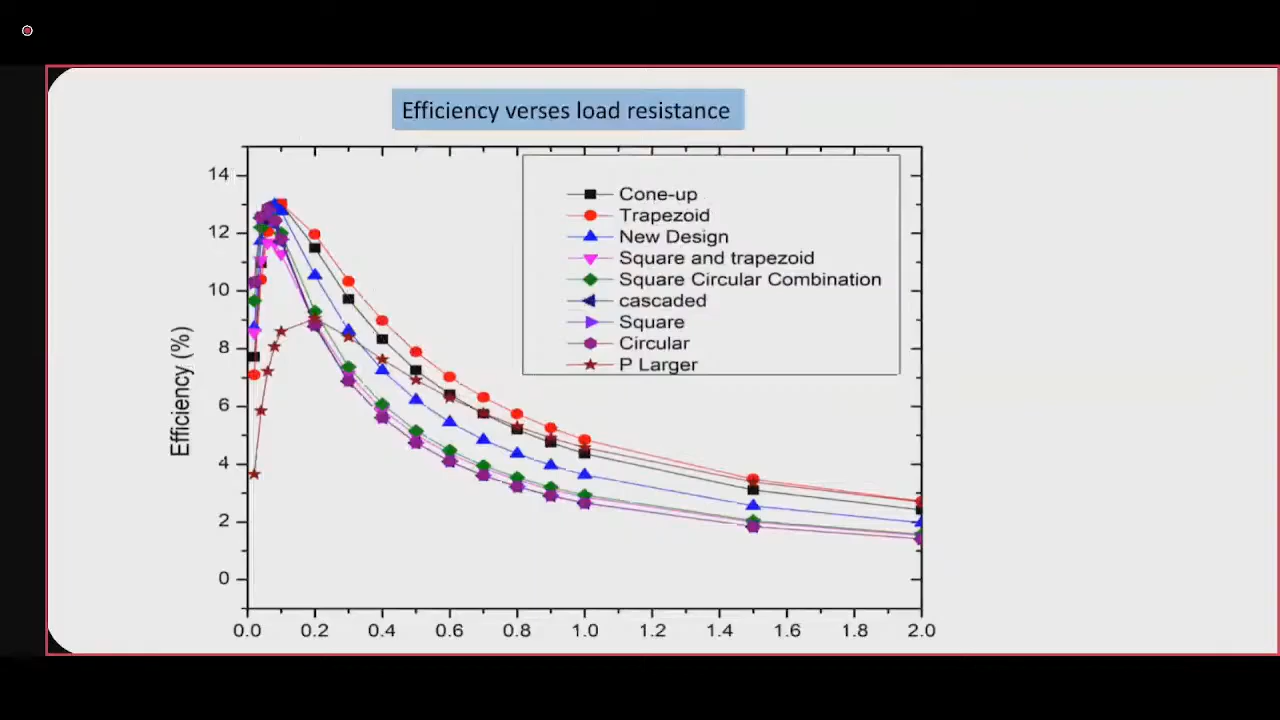 Efficiency verses load resistance
14
12
10
8
6
4
2
0
Efficiency (%)
Cone-up
Trapezoid
New Design
Square and trapezoid
Square Circular Combination
cascaded
Square
Circular
P Larger
0.0 0.2 0.4 0.6 0.8 1.0 1.2 1.4 1.6 1.8 2.0